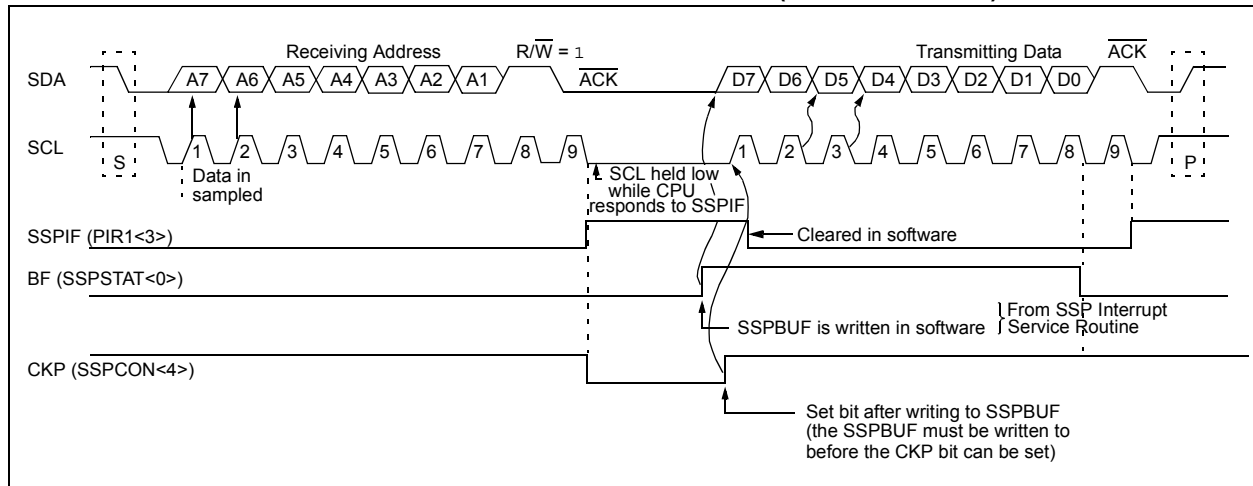 Receiving Address R/W = 1 Transmitting Data ACK
SDA A7 A6 A5 A4 A3 A2 A1 ACK D7 D6 D5 D4 D3 D2 D1 D0
SCL S 1 2 3 4 5 6 7 8 9 1 2 3 4 5 6 7 8 9 P
Data in
sampled
SCL held low
while CPU
responds to SSPIF
SSPIF (PIR1<3>)
Cleared in software
BF (SSPSTAT<0>)
SSPBUF is written in software
From SSP Interrupt
Service Routine
CKP (SSPCON<4>)
Set bit after writing to SSPBUF
(the SSPBUF must be written to
before the CKP bit can be set)